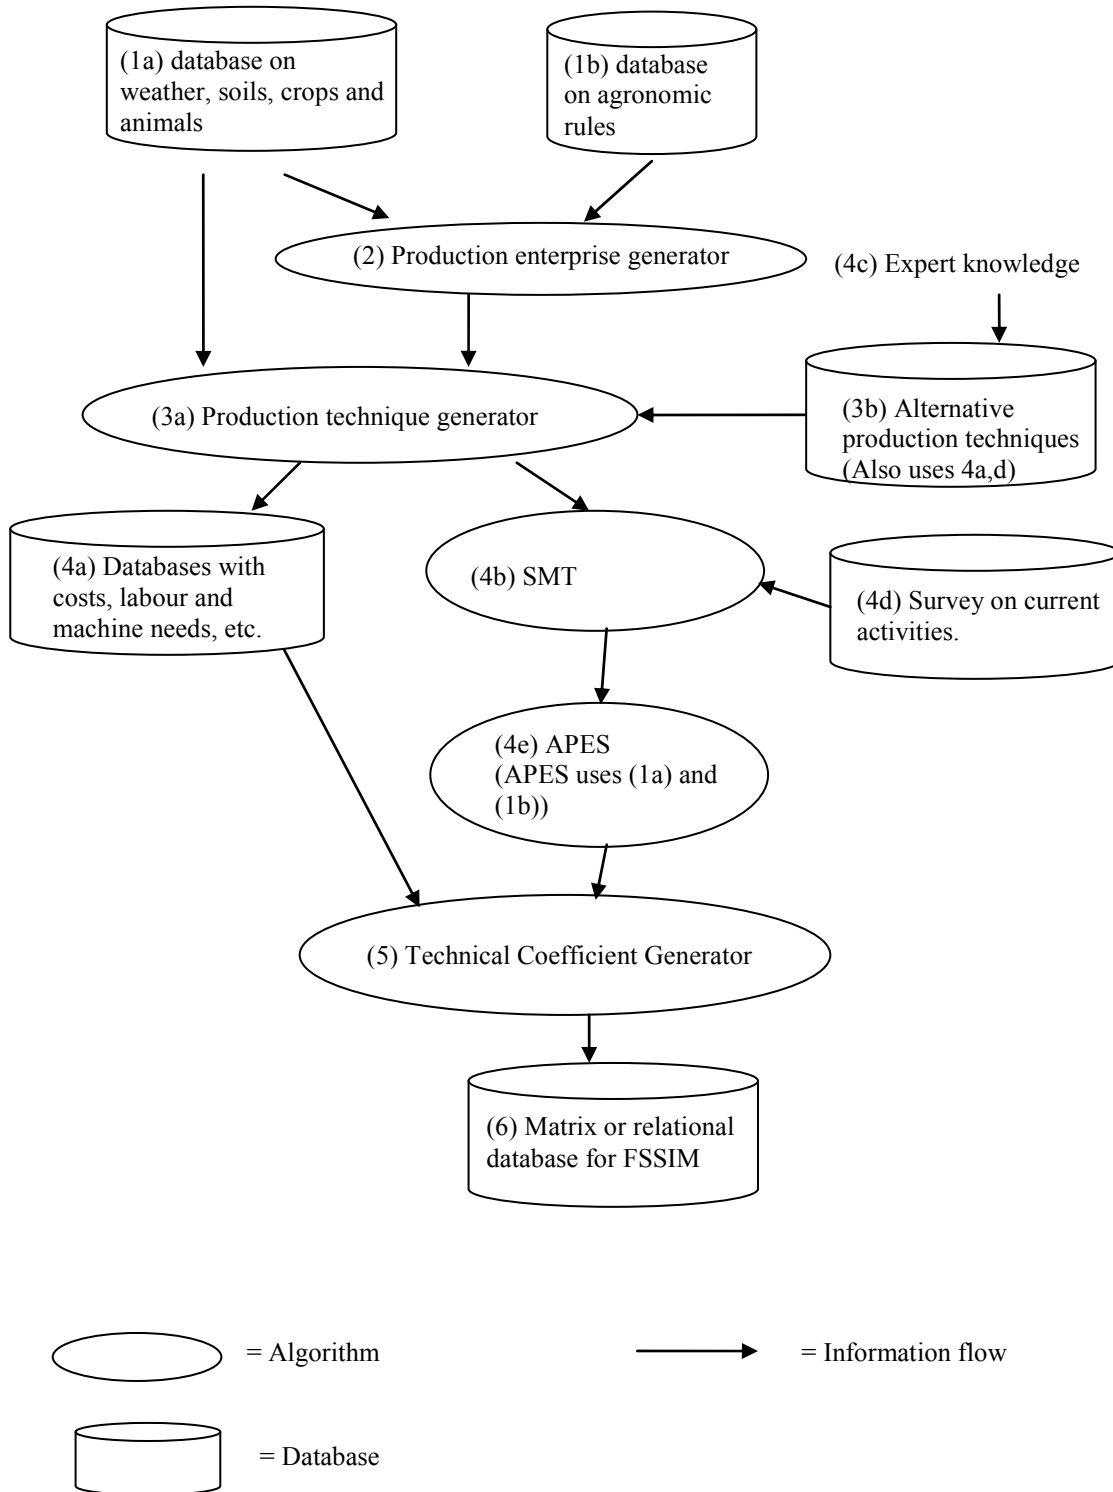 (1a) database on
weather, soils, crops and
animals
(1b) database
on agronomic
rules
(2) Production enterprise generator
(4c) Expert knowledge
(3a) Production technique generator
(3b) Alternative
production techniques
(Also uses 4a,d)
(4a) Databases with
costs, labour and
machine needs, etc.
(4b) SMT
(4d) Survey on current
activities.
(4e) APES
(APES uses (1a) and
(1b))
(5) Technical Coefficient Generator
(6) Matrix or relational
database for FSSIM
= Algorithm
= Information flow
= Database